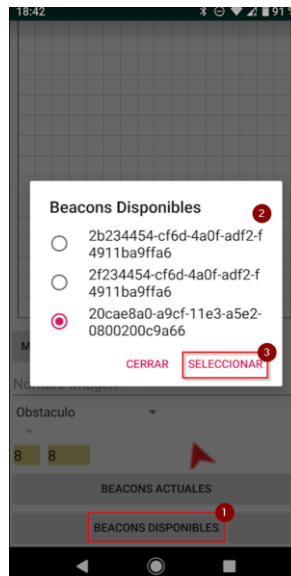 18:42
91%
Beacons Disponibles
2
2b234454-cf6d-4a0f-adf2-f
4911ba9ffa6
2f234454-cf6d-4a0f-adf2-f
4911ba9ffa6
20cae8a0-a9cf-11e3-a5e2-
0800200c9a66
3
CERRAR SELECCIONAR
M
Nombre Imagen
Obstaculo
8 8
BEACONS ACTUALES
1
BEACONS DISPONIBLES